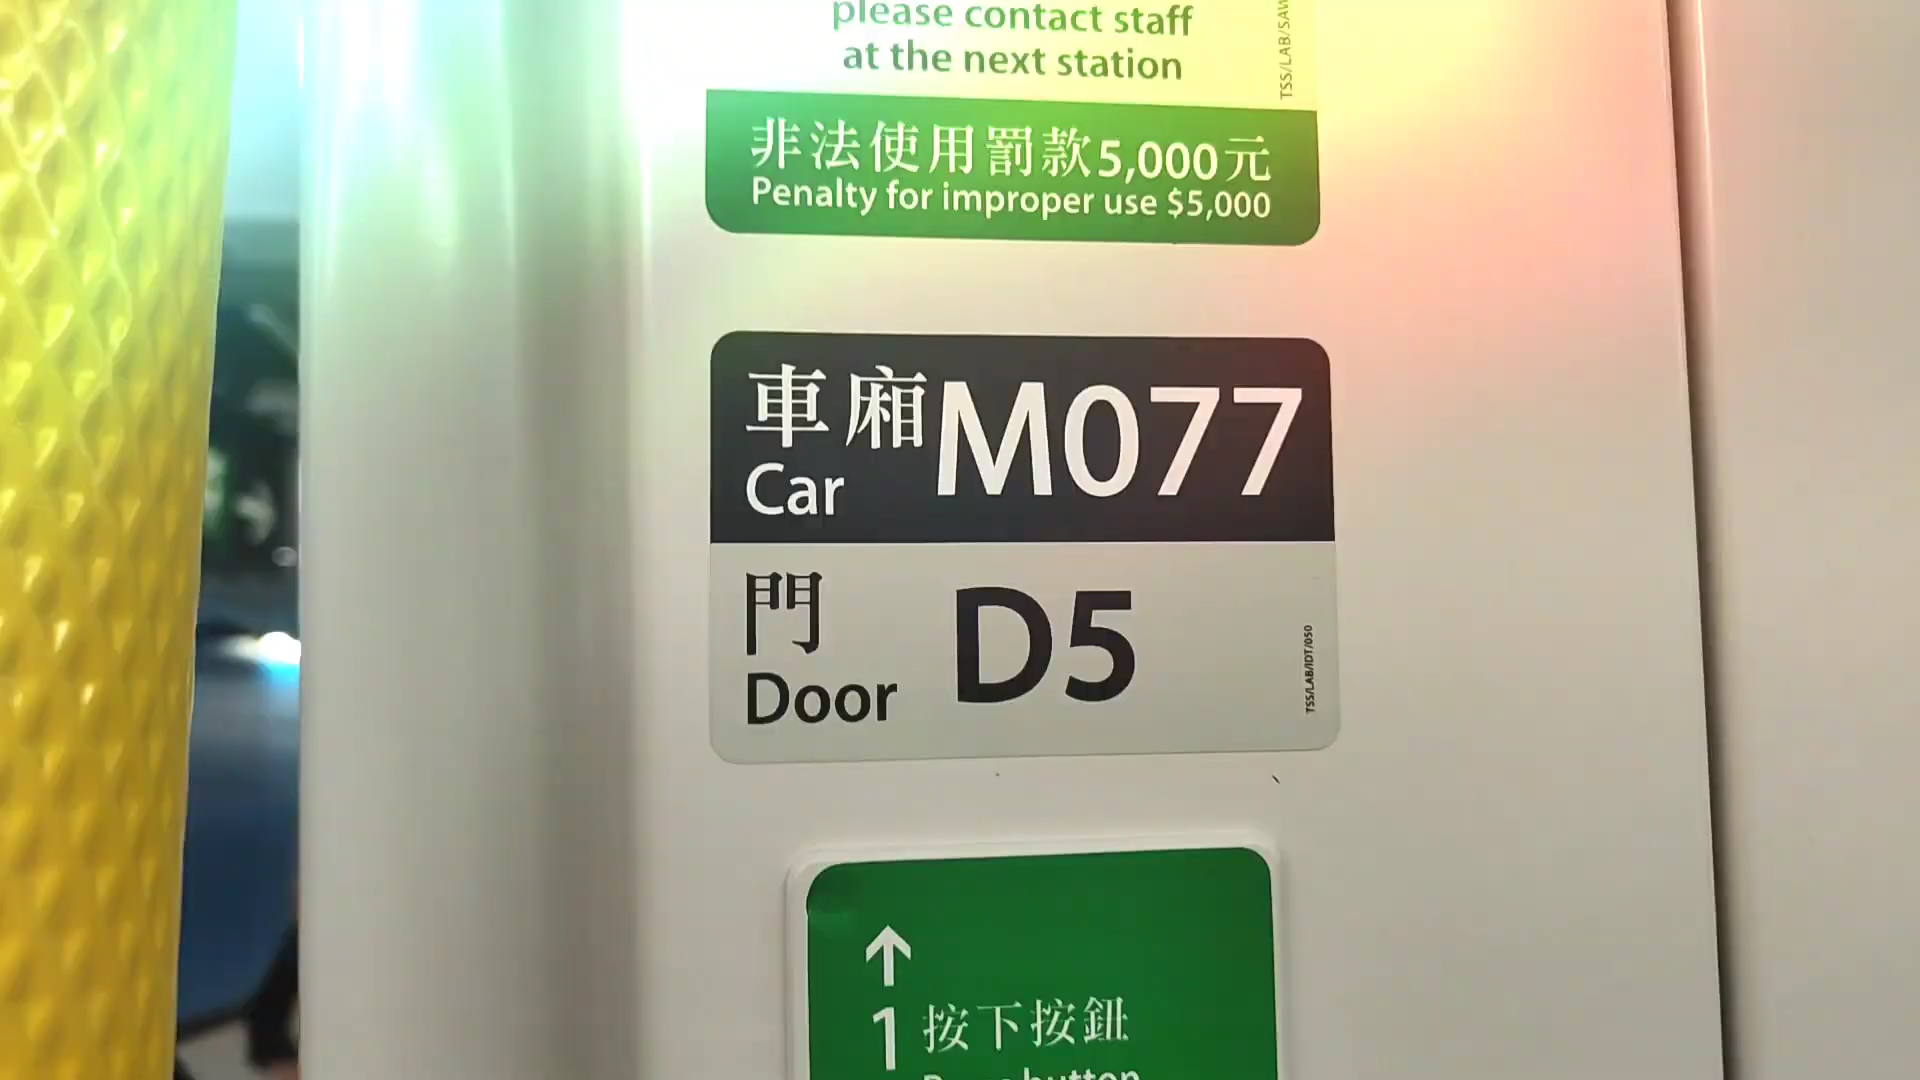 please contact staff
at the next station
TSS/LAB/SAW
非法使用罰款5,000元
Penalty for improper use $5,000
車廂 M077
Car
門 D5
Door
TSS/LAB/IDT/050
↑
1 按下按鈕
button